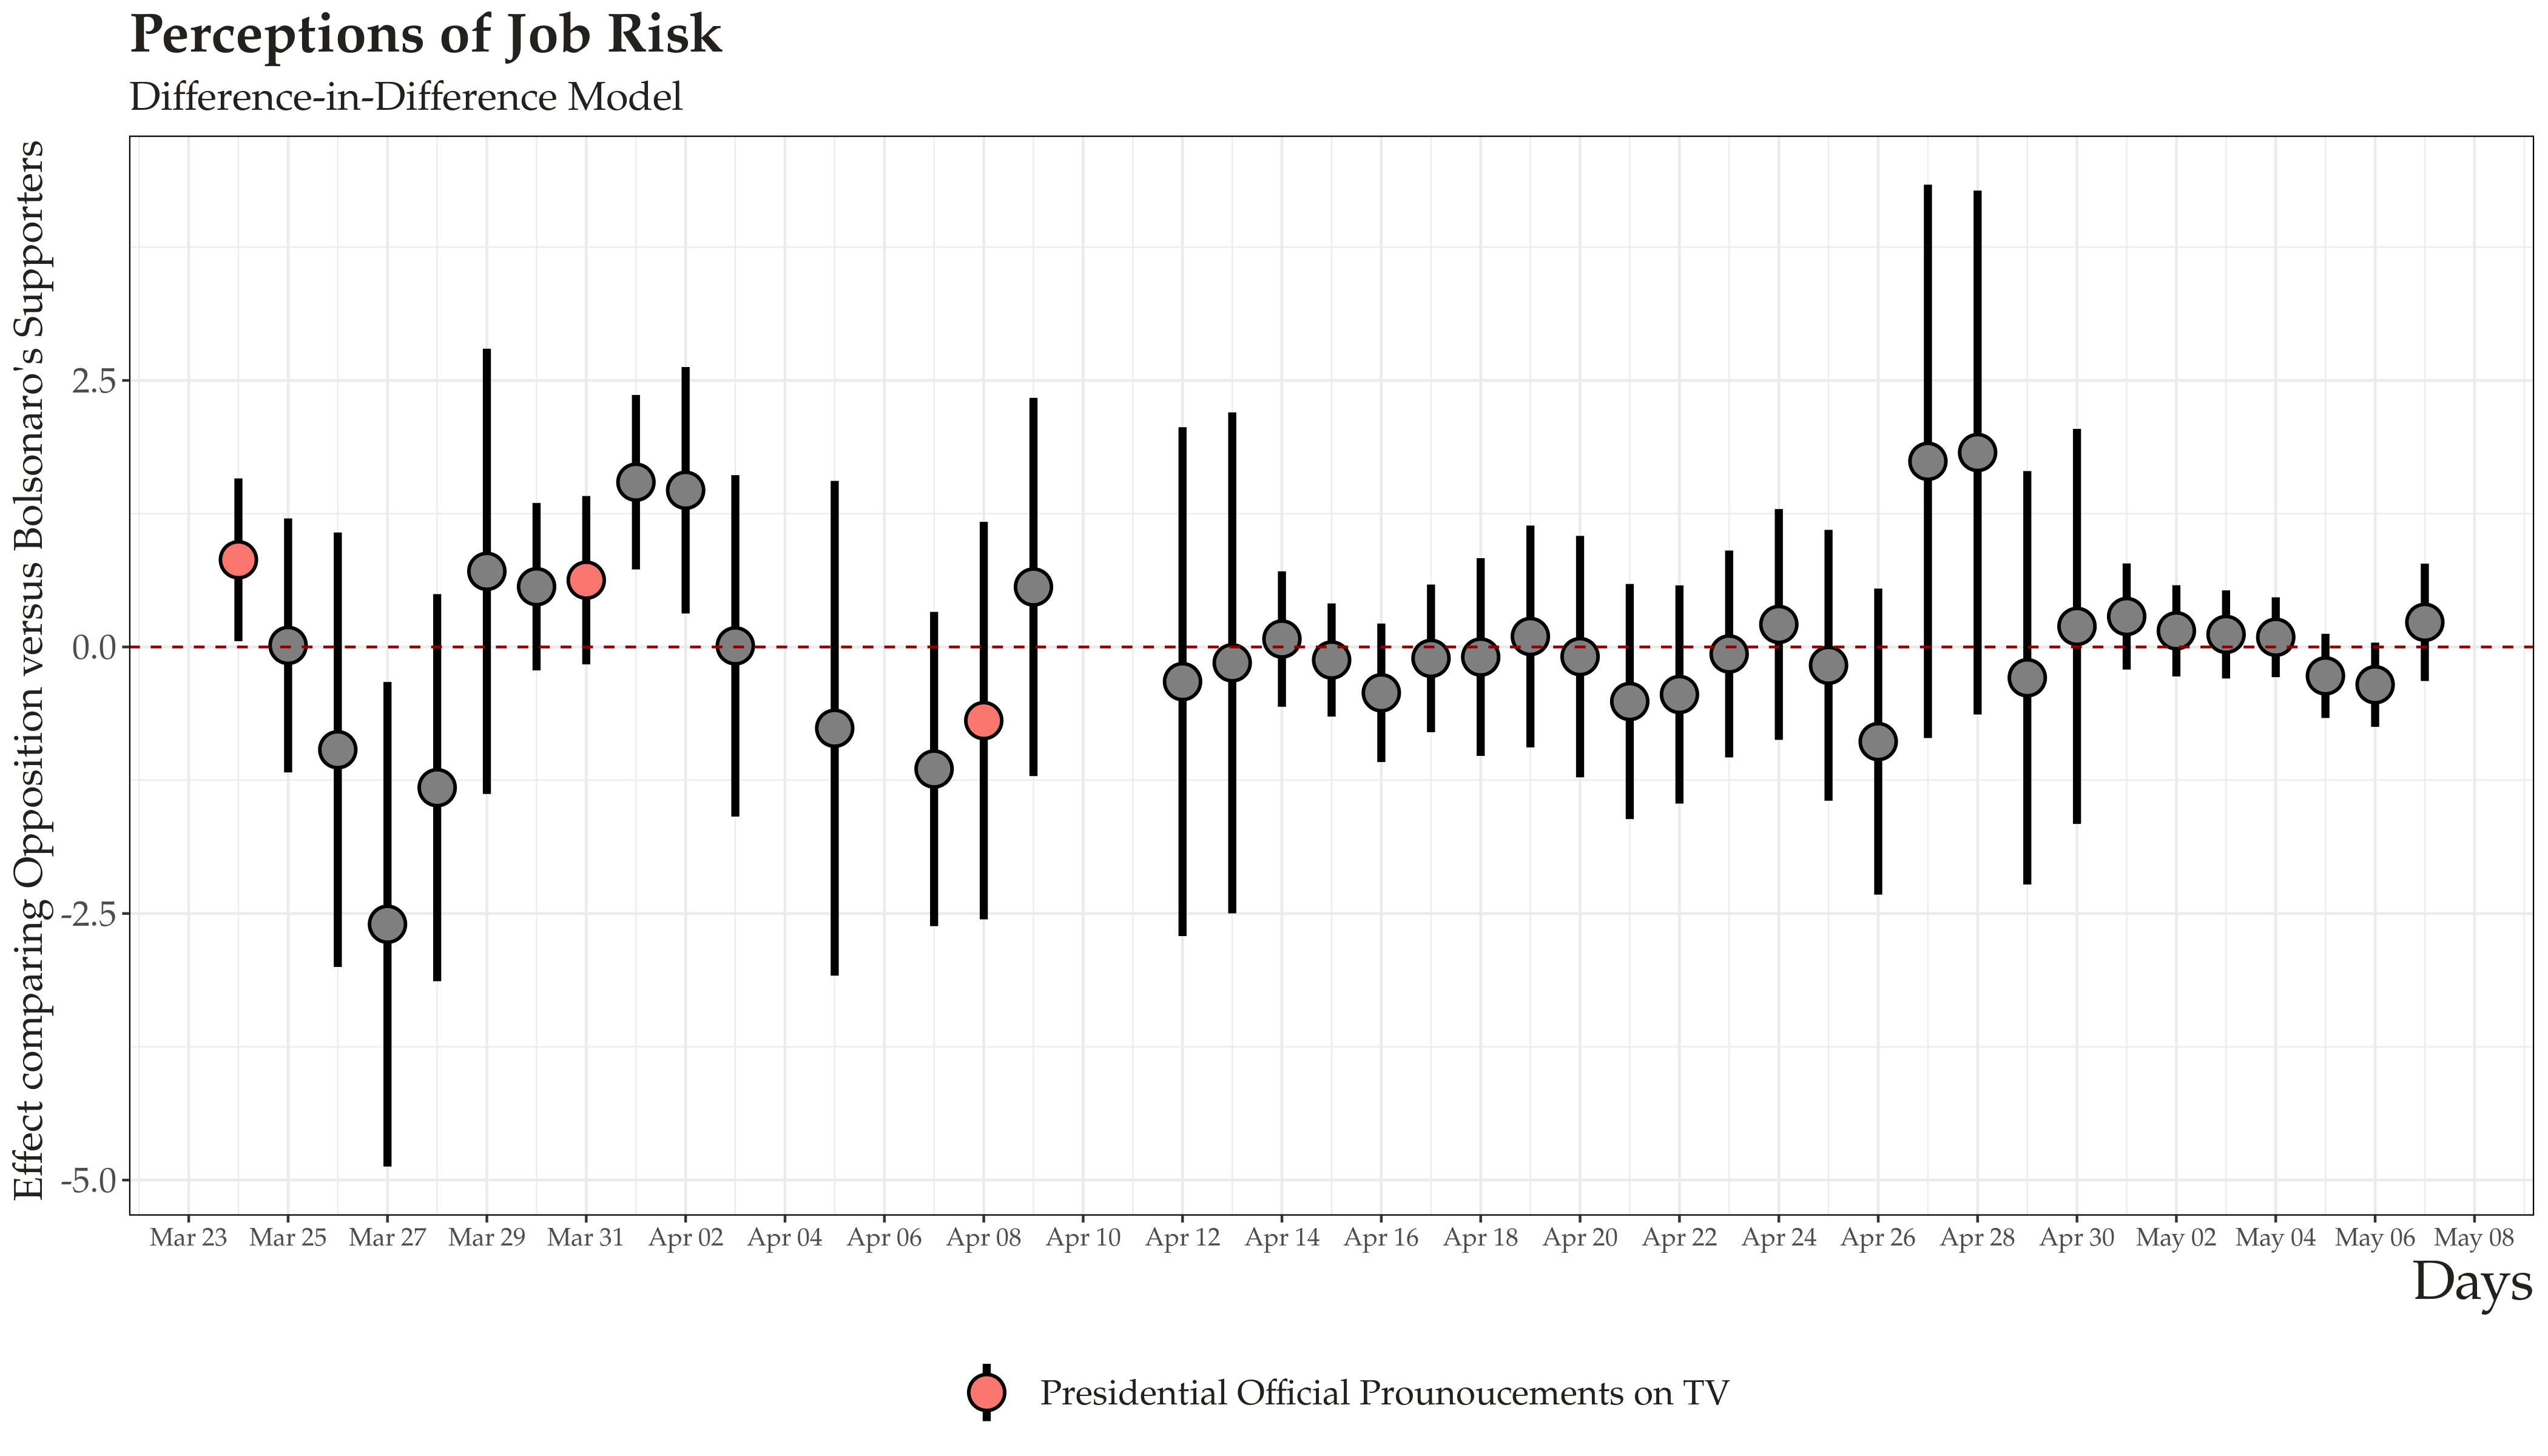 Perceptions of Job Risk
Difference-in-Difference Model
Effect comparing Opposition versus Bolsonaro's Supporters
2.5
0.0
-2.5
-5.0
Mar 23 Mar 25 Mar 27 Mar 29 Mar 31 Apr 02 Apr 04 Apr 06 Apr 08 Apr 10 Apr 12 Apr 14 Apr 16 Apr 18 Apr 20 Apr 22 Apr 24 Apr 26 Apr 28 Apr 30 May 02 May 04 May 06 May 08
Days
Presidential Official Prounoucements on TV